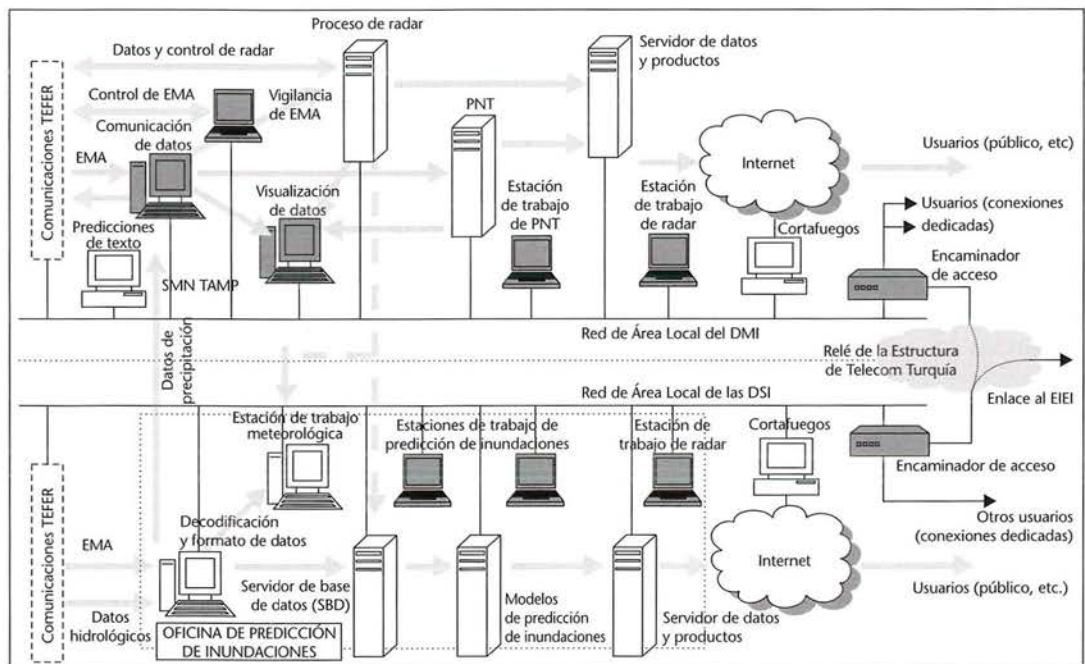 Proceso de radar
Datos y control de radar
Servidor de datos
y productos
Comunicaciones TEFER
Control de EMA
Vigilancia
de EMA
PNT
Comunicación
de datos
EMA
Internet
Usuarios (público, etc)
Visualización
de datos
Estación
de trabajo
de PNT
Estación
de trabajo
de radar
Usuarios (conexiones
dedicadas)
Predicciones
de texto
Cortafuegos
Encaminador
de acceso
SMN TAMP
Red de Área Local del DMI
Datos de
precipitación
Relé de la Estructura
de Telecom Turquía
Enlace al EIEI
Red de Área Local de las DSI
Estación de trabajo
meteorológica
Estaciones de trabajo de
predicción de inundaciones
Estación de
trabajo de radar
Cortafuegos
Encaminador de acceso
Comunicaciones TEFER
Decodificación
y formato de datos
Otros usuarios
(conexiones dedicadas)
EMA
Internet
Servidor de base
de datos (SBD)
Modelos
de predicción
de inundaciones
Usuarios (público, etc.)
Datos
hidrológicos
Servidor de datos
y productos
OFICINA DE PREDICCIÓN
DE INUNDACIONES